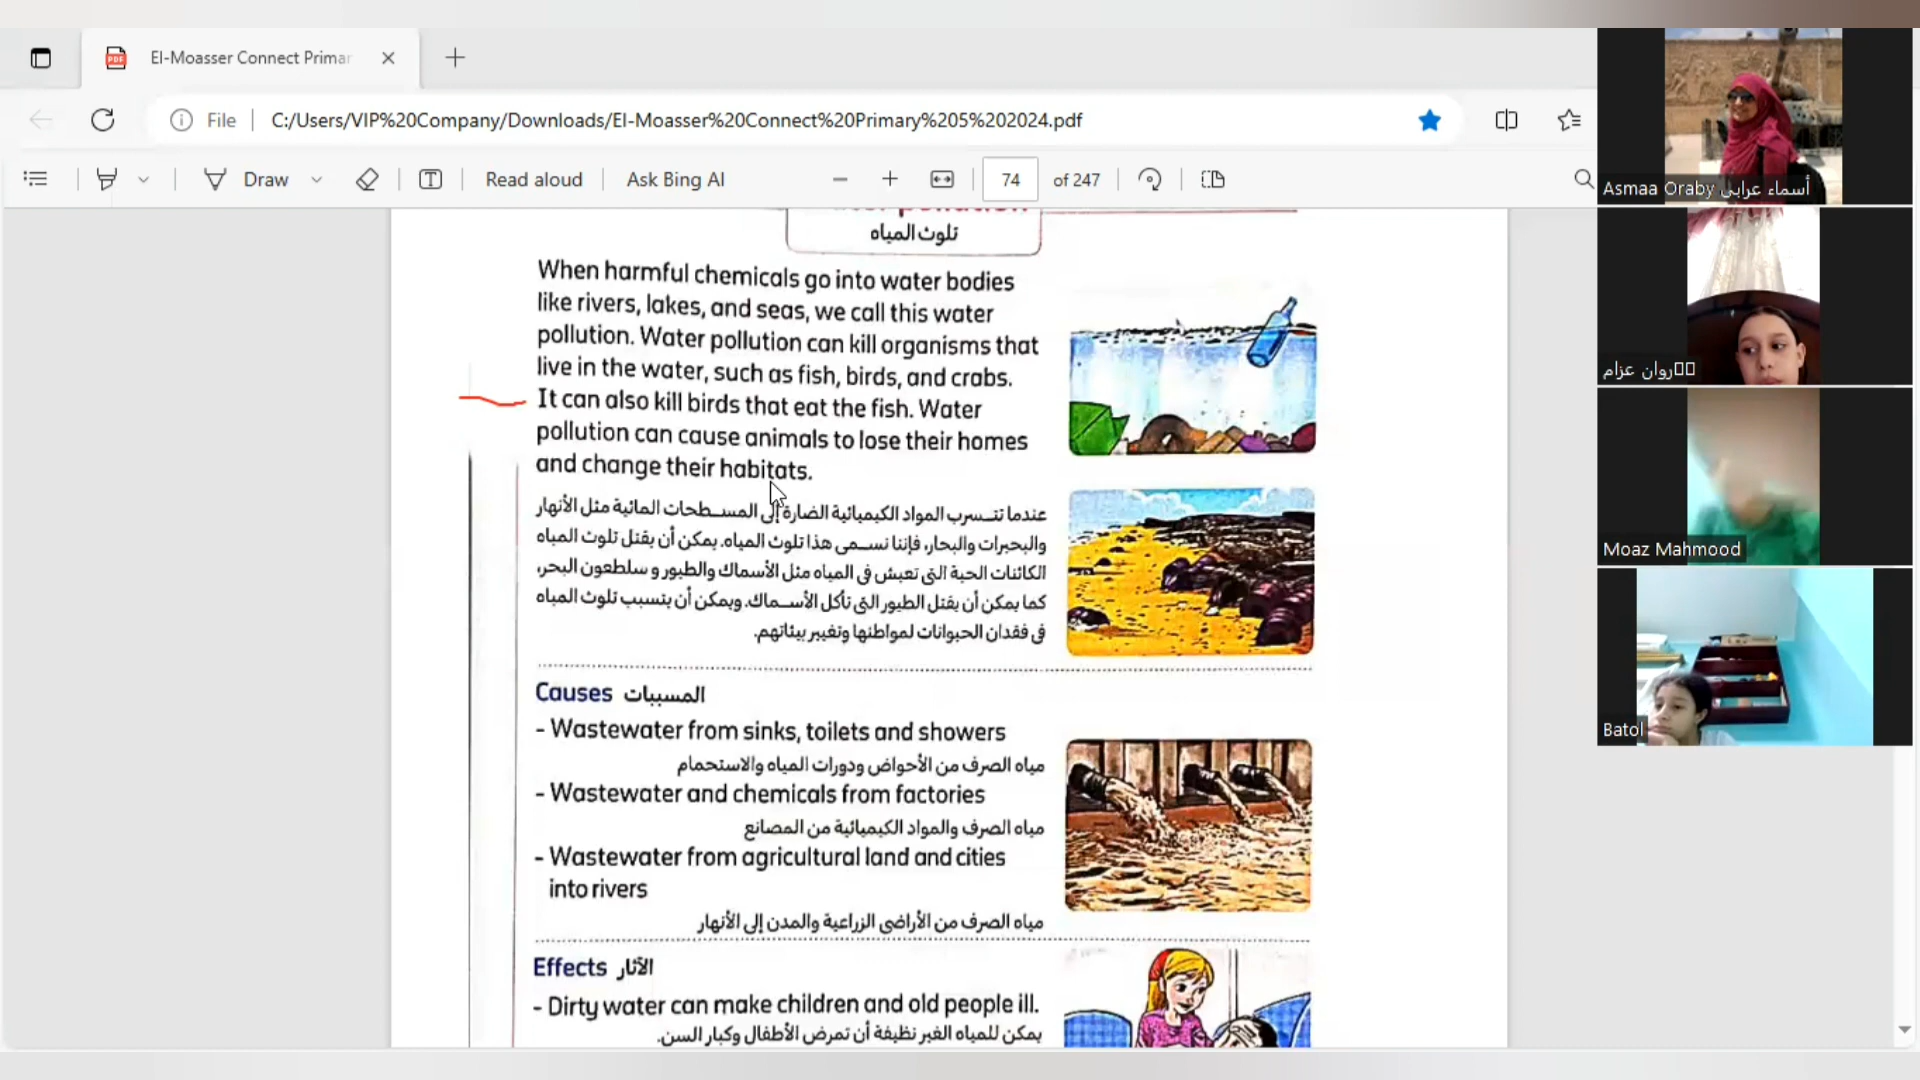 El-Moasser Connect Primar
File
C:/Users/VIP%20Company/Downloads/El-Moasser%20Connect%20Primary%205%202024.pdf
Draw
Read aloud
Ask Bing AI
74
of 247
تلوث المياه
When harmful chemicals go into water bodies
like rivers, lakes, and seas, we call this water
pollution. Water pollution can kill organisms that
live in the water, such as fish, birds, and crabs.
It can also kill birds that eat the fish. Water
pollution can cause animals to lose their homes
and change their habitats.
عندما تتسرب المواد الكيميائية الضارة إلى المسطحات المائية مثل الأنهار
والبحيرات والبحار، فإننا نسمى هذا تلوث المياه. يمكن أن يقتل تلوث المياه
الكائنات الحية التى تعيش فى المياه مثل الأسماك والطيور و سلطعون البحر،
كما يمكن أن يقتل الطيور التى تأكل الأسماك. ويمكن أن يتسبب تلوث المياه
فى فقدان الحيوانات لمواطنها وتغيير بيئاتهم.
Causes المسببات
- Wastewater from sinks, toilets and showers
مياه الصرف من الأحواض ودورات المياه والاستحمام
- Wastewater and chemicals from factories
مياه الصرف والمواد الكيميائية من المصانع
- Wastewater from agricultural land and cities
into rivers
مياه الصرف من الأراضى الزراعية والمدن إلى الأنهار
Effects الآثار
- Dirty water can make children and old people ill.
يمكن للمياه الغير نظيفة أن تمرض الأطفال وكبار السن.
Asmaa Oraby أسماء عرابى
روان عزام
Moaz Mahmood
Batol